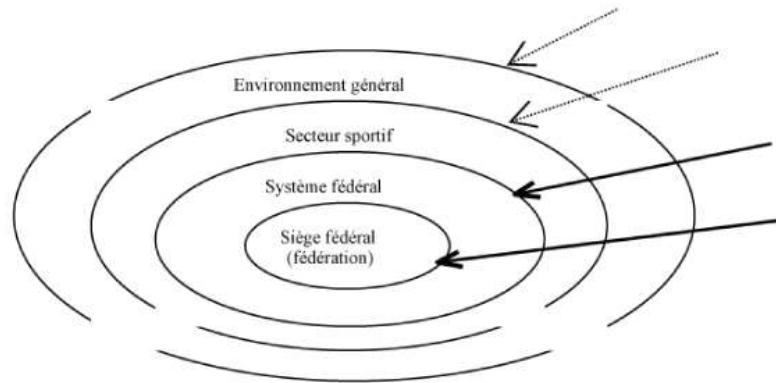 Environnement général
Secteur sportif
Système fédéral
Siège fédéral
(fédération)